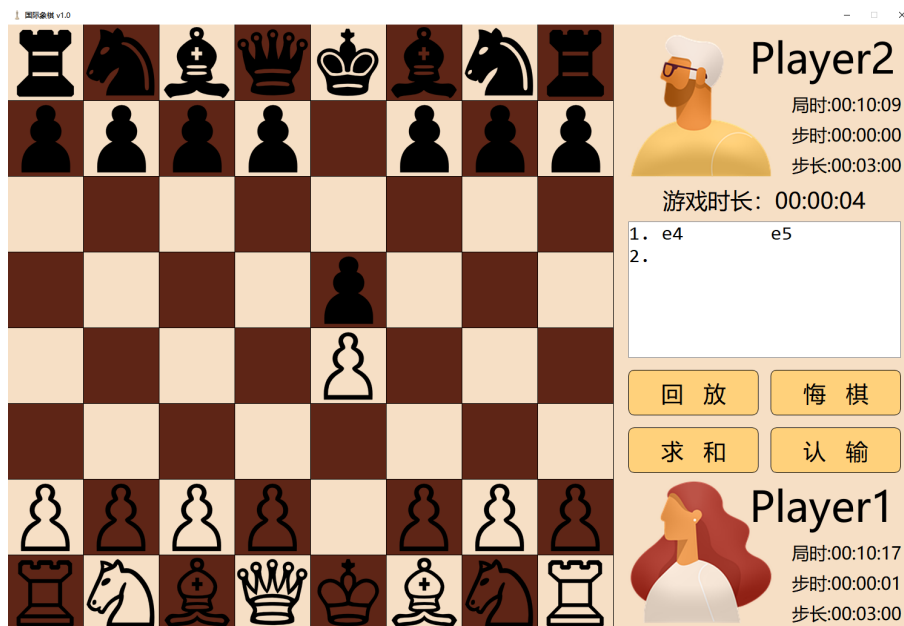 国际象棋 v1.0
Player2
局时:00:10:09
步时:00:00:00
步长:00:03:00
游戏时长：00:00:04
1. e4 e5
2.
回 放
悔 棋
求 和
认 输
Player1
局时:00:10:17
步时:00:00:01
步长:00:03:00